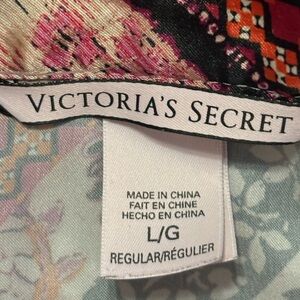 VICTORIA'S SECRET
MADE IN CHINA
FAIT EN CHINE
HECHO EN CHINA
L/G
REGULAR/RÉGULIER